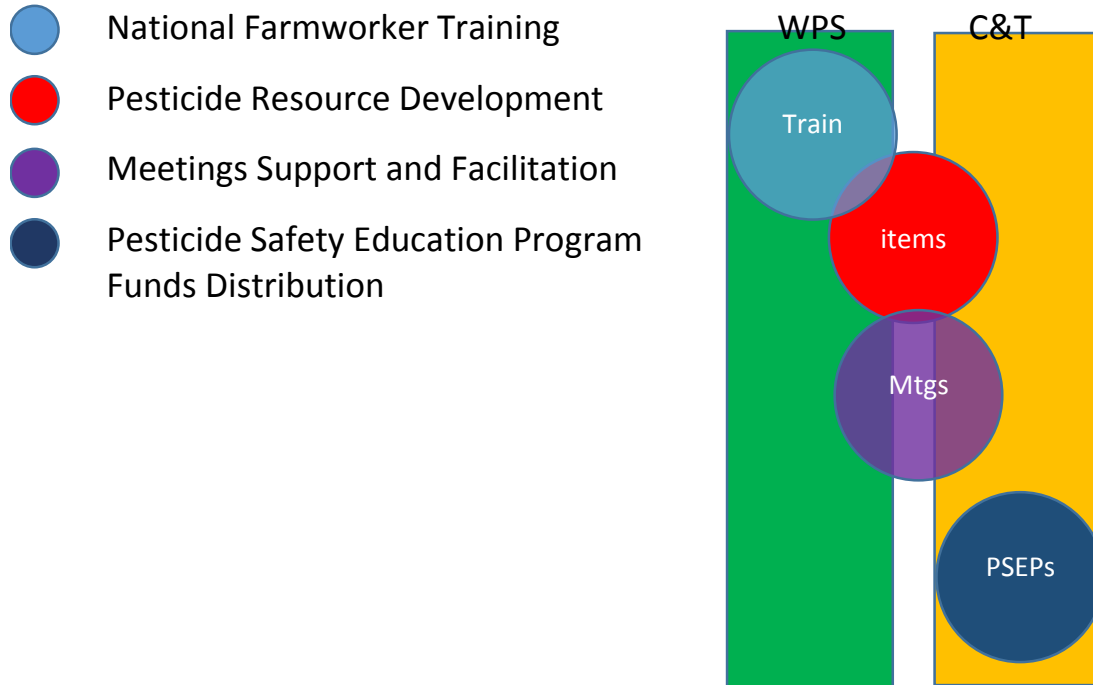 National Farmworker Training
Pesticide Resource Development
Meetings Support and Facilitation
Pesticide Safety Education Program
Funds Distribution
WPS
C&T
Train
items
Mtgs
PSEPs